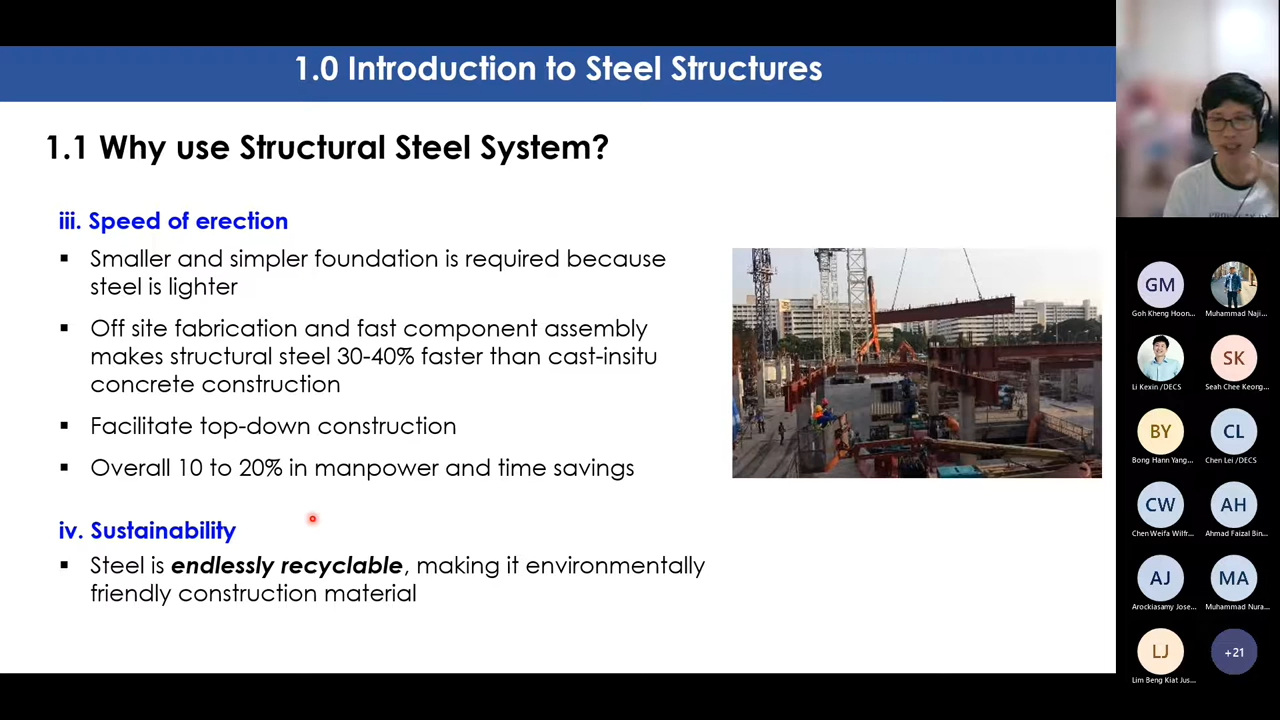 1.0 Introduction to Steel Structures
1.1 Why use Structural Steel System?
iii. Speed of erection
▪ Smaller and simpler foundation is required because
steel is lighter
▪ Off site fabrication and fast component assembly
makes structural steel 30-40% faster than cast-insitu
concrete construction
▪ Facilitate top-down construction
▪ Overall 10 to 20% in manpower and time savings
iv. Sustainability
▪ Steel is endlessly recyclable, making it environmentally
friendly construction material
GM
Goh Kheng Hoon...
Muhammad Naji...
Li Kexin /DECS
SK
Seah Chee Keong...
BY
Bong Hann Yang...
CL
Chen Lei /DECS
CW
Chen Weifa Wilfr...
AH
Ahmad Faizal Bin...
AJ
Arockiasamy Jose...
MA
Muhammad Nura...
LJ
Lim Beng Kiat Jus...
+21